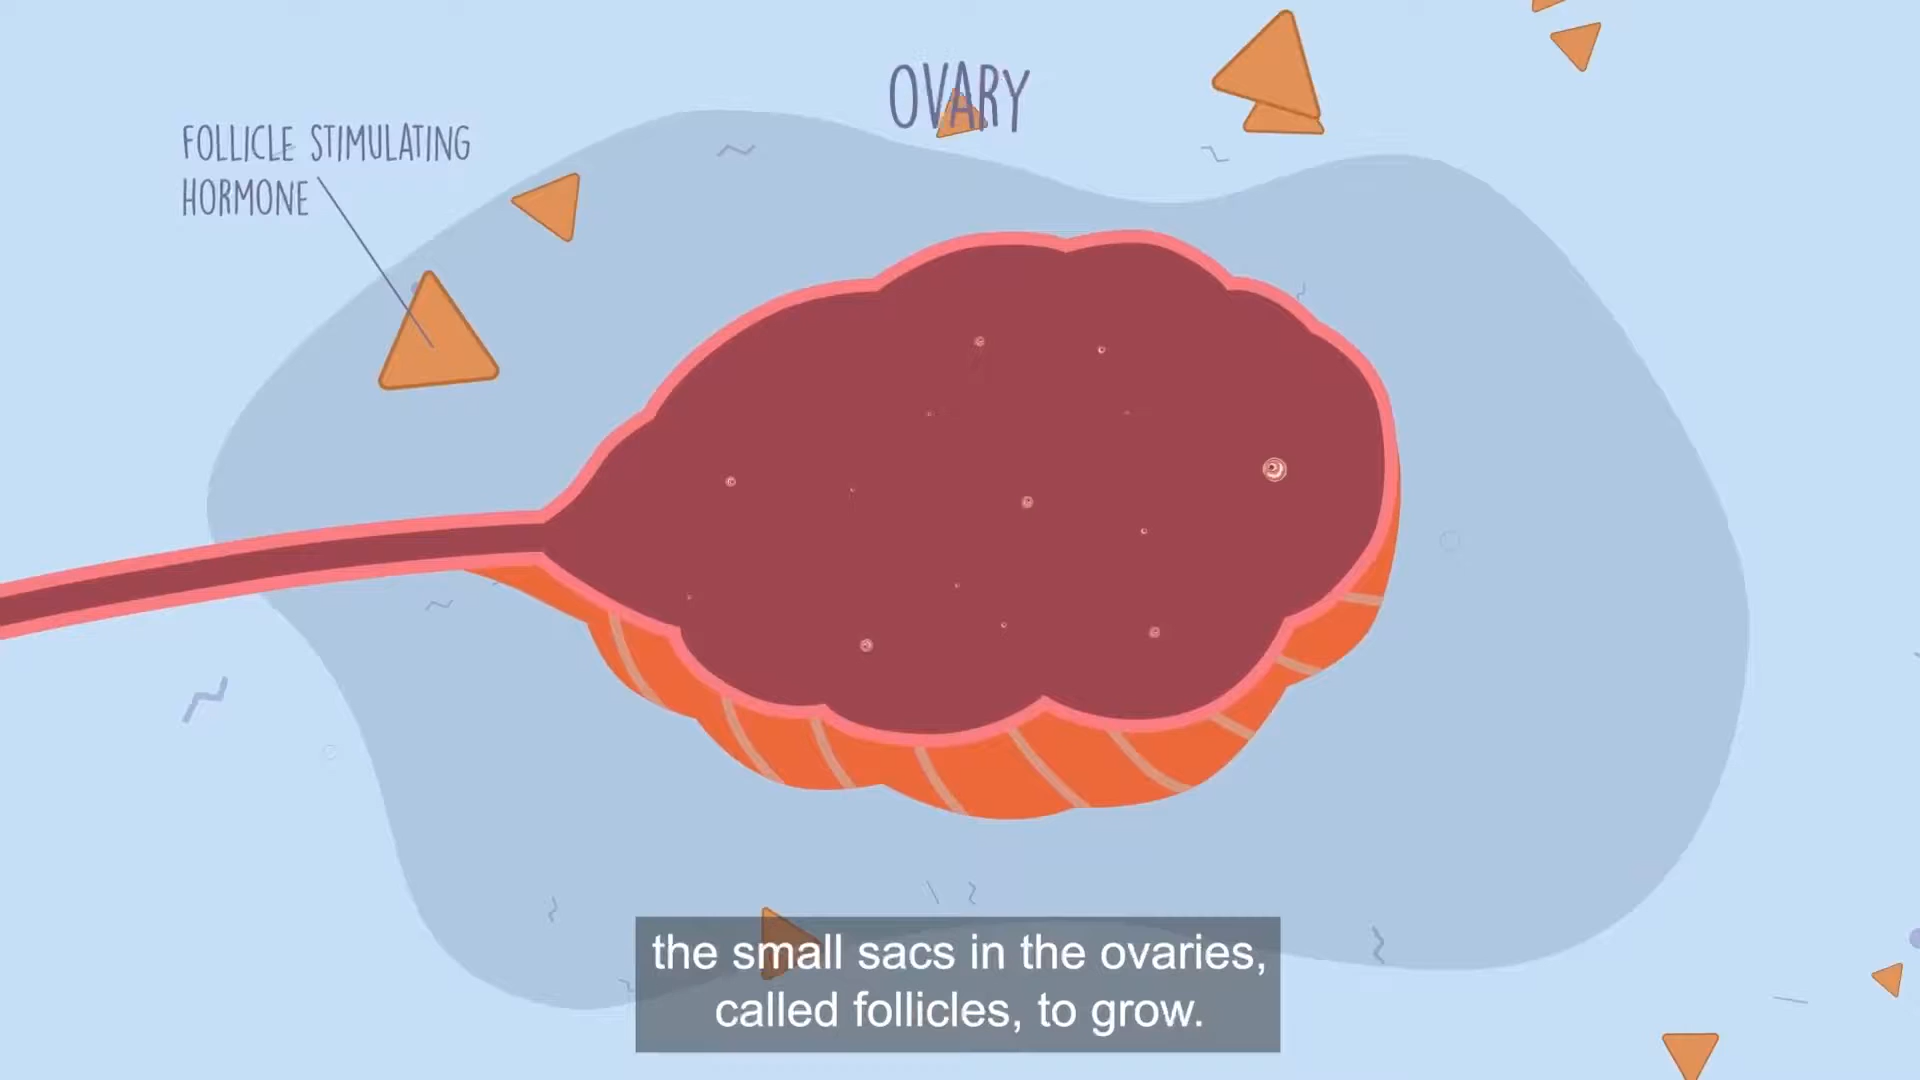 OVARY
FOLLICLE STIMULATING
HORMONE
the small sacs in the ovaries,
called follicles, to grow.